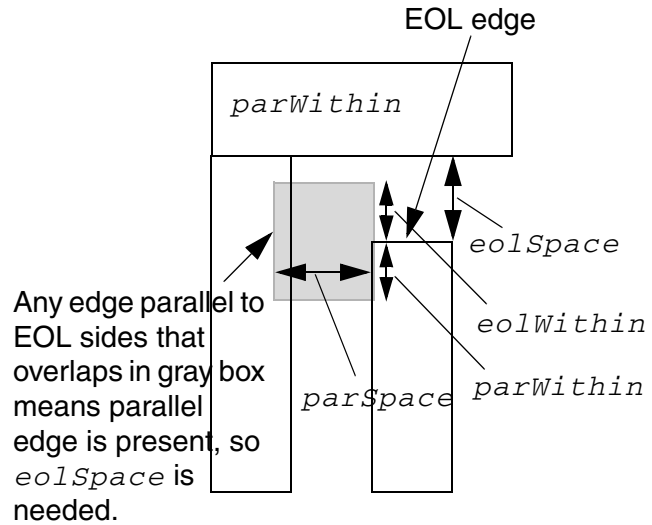 EOL edge
parWithin
eolSpace
eolWithin
parWithin
parSpace
Any edge parallel to
EOL sides that
overlaps in gray box
means parallel
edge is present, so
eolSpace is
needed.